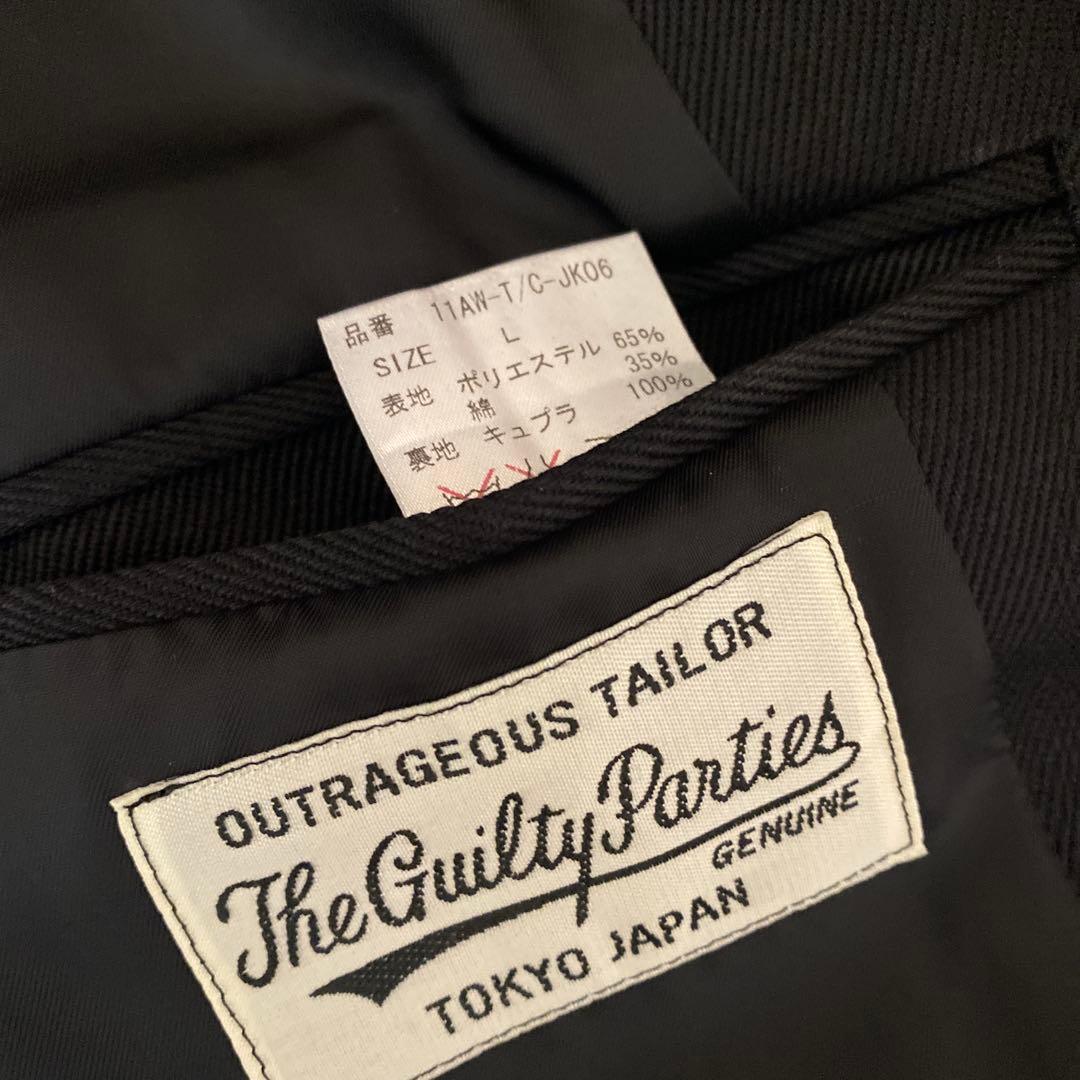 品番 11AW-T/C-JK06
SIZE L
表地 ポリエステル 65%
綿 35%
裏地 キュプラ 100%
OUTRAGEOUS TAILOR
The Guilty Parties
GENUINE
TOKYO JAPAN